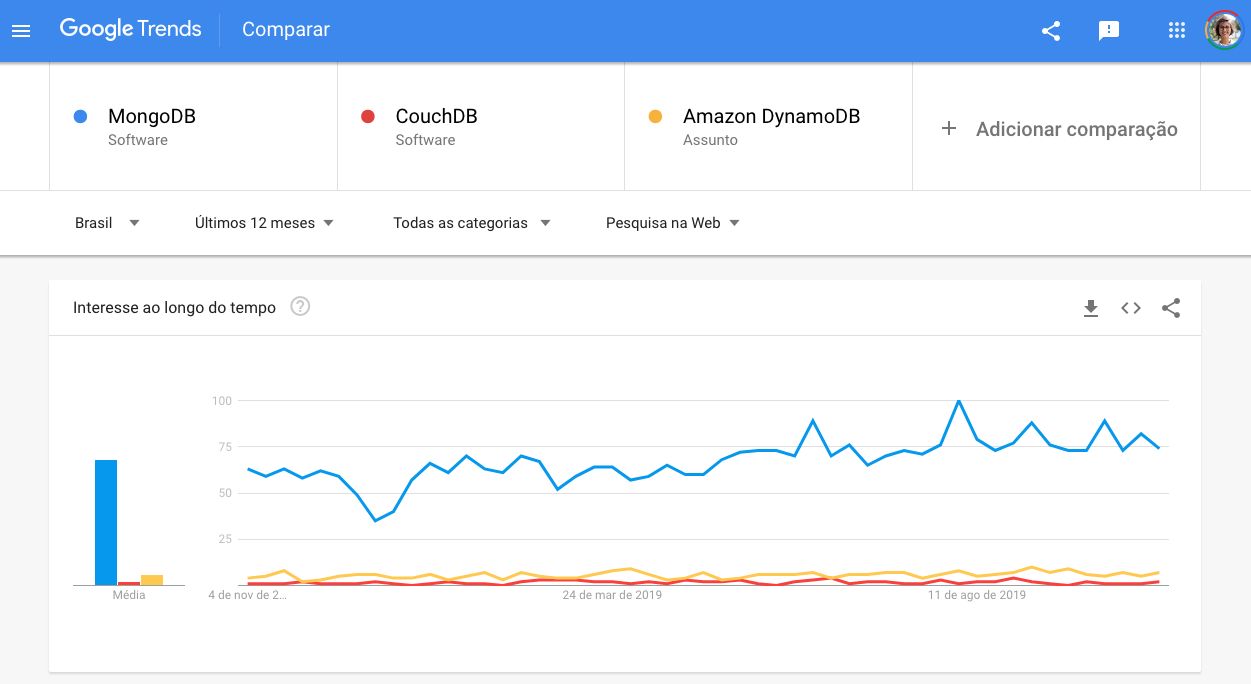 Google Trends Comparar
MongoDB
Software
CouchDB
Software
Amazon DynamoDB
Assunto
+ Adicionar comparação
Brasil
Últimos 12 meses
Todas as categorias
Pesquisa na Web
Interesse ao longo do tempo ?
100
75
50
25
Média
4 de nov de 2...
24 de mar de 2019
11 de ago de 2019